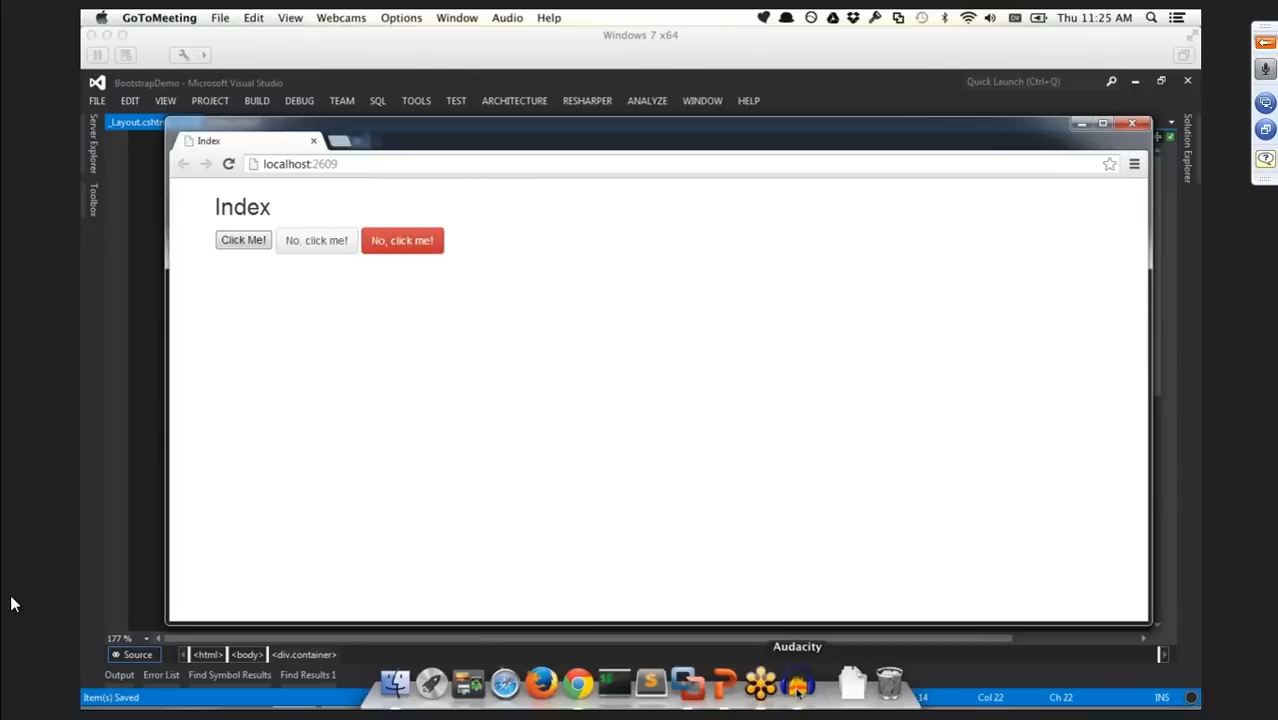 GoToMeeting File Edit View Webcams Options Window Audio Help Thu 11:25 AM
Windows 7 x64
BootstrapDemo - Microsoft Visual Studio Quick Launch (Ctrl+Q)
FILE EDIT VIEW PROJECT BUILD DEBUG TEAM SQL TOOLS TEST ARCHITECTURE RESHARPER ANALYZE WINDOW HELP
Server Explorer
Toolbox
Solution Explorer
Index
localhost:2609
Index
Click Me! No, click me! No, click me!
177 %
Audacity
Source <html> <body> <div.container>
Output Error List Find Symbol Results Find Results 1
Item(s) Saved 14 Col 22 Ch 22 INS